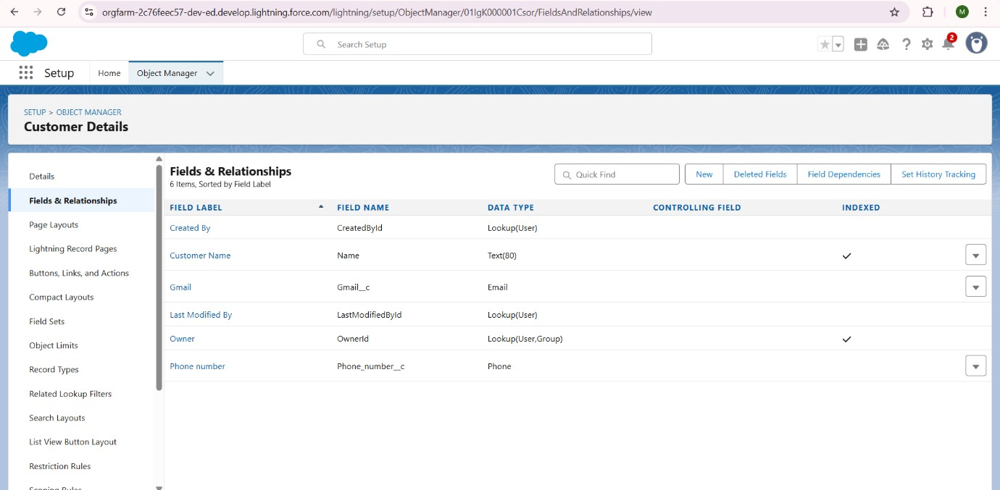 orgfarm-2c76feec57-dev-ed.develop.lightning.force.com/lightning/setup/ObjectManager/01IgK000001Csor/FieldsAndRelationships/view
M
Search Setup
2
Setup
Home
Object Manager
SETUP > OBJECT MANAGER
Customer Details
Details
Fields & Relationships
Page Layouts
Lightning Record Pages
Buttons, Links, and Actions
Compact Layouts
Field Sets
Object Limits
Record Types
Related Lookup Filters
Search Layouts
List View Button Layout
Restriction Rules
Scoping Rules
Fields & Relationships
6 Items, Sorted by Field Label
Quick Find
New
Deleted Fields
Field Dependencies
Set History Tracking
FIELD LABEL FIELD NAME DATA TYPE CONTROLLING FIELD INDEXED
Created By CreatedById Lookup(User)
Customer Name Name Text(80)
Gmail Gmail__c Email
Last Modified By LastModifiedById Lookup(User)
Owner OwnerId Lookup(User,Group)
Phone number Phone_number__c Phone